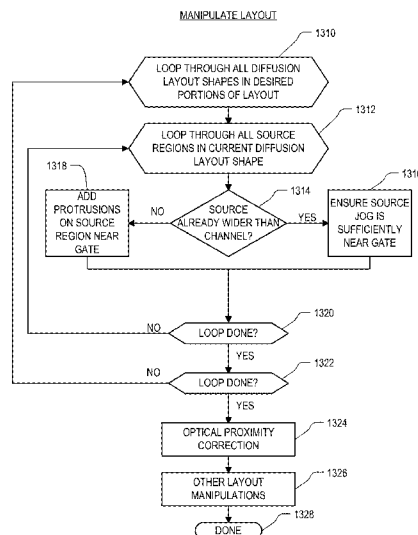 MANIPULATE LAYOUT
1310
LOOP THROUGH ALL DIFFUSION
LAYOUT SHAPES IN DESIRED
PORTIONS OF LAYOUT
1312
LOOP THROUGH ALL SOURCE
REGIONS IN CURRENT DIFFUSION
LAYOUT SHAPE
1318
1314
1316
ADD
PROTRUSIONS
ON SOURCE
REGION NEAR
GATE
NO
SOURCE
ALREADY WIDER THAN
CHANNEL?
YES
ENSURE SOURCE
JOG IS
SUFFICIENTLY
NEAR GATE
1320
NO
LOOP DONE?
YES
1322
NO
LOOP DONE?
YES
1324
OPTICAL PROXIMITY
CORRECTION
1326
OTHER LAYOUT
MANIPULATIONS
1328
DONE